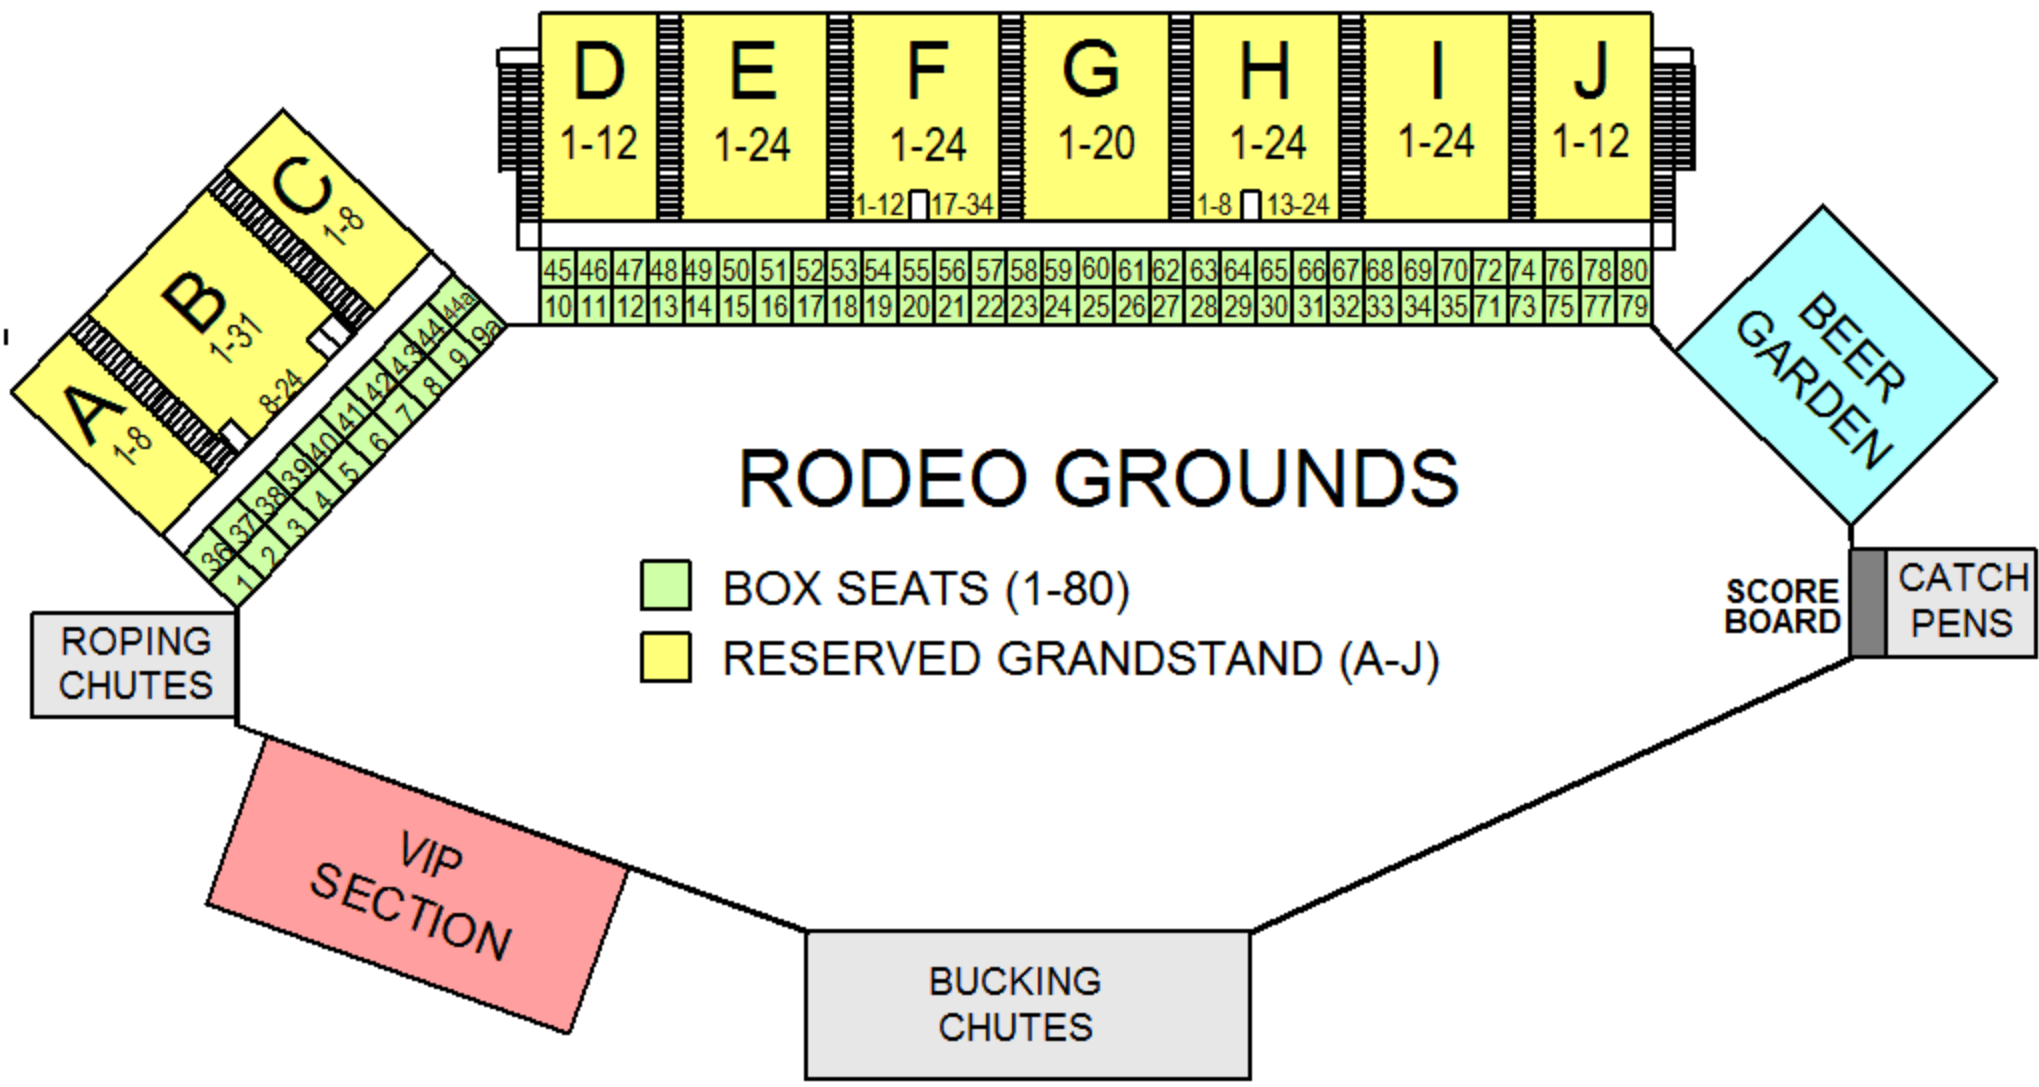 D E F G H I J
1-12 1-24 1-24 1-20 1-24 1-24 1-12
1-12 17-34 1-8 13-24
45 46 47 48 49 50 51 52 53 54 55 56 57 58 59 60 61 62 63 64 65 66 67 68 69 70 72 74 76 78 80
10 11 12 13 14 15 16 17 18 19 20 21 22 23 24 25 26 27 28 29 30 31 32 33 34 35 71 73 75 77 79
C
1-8
B
1-31
8-24
A
1-8
36 37 38 39 40 41 42 43 44 44a
1 2 3 4 5 6 7 8 9 9a
BEER
GARDEN
RODEO GROUNDS
BOX SEATS (1-80)
RESERVED GRANDSTAND (A-J)
SCORE
BOARD
CATCH
PENS
ROPING
CHUTES
VIP
SECTION
BUCKING
CHUTES